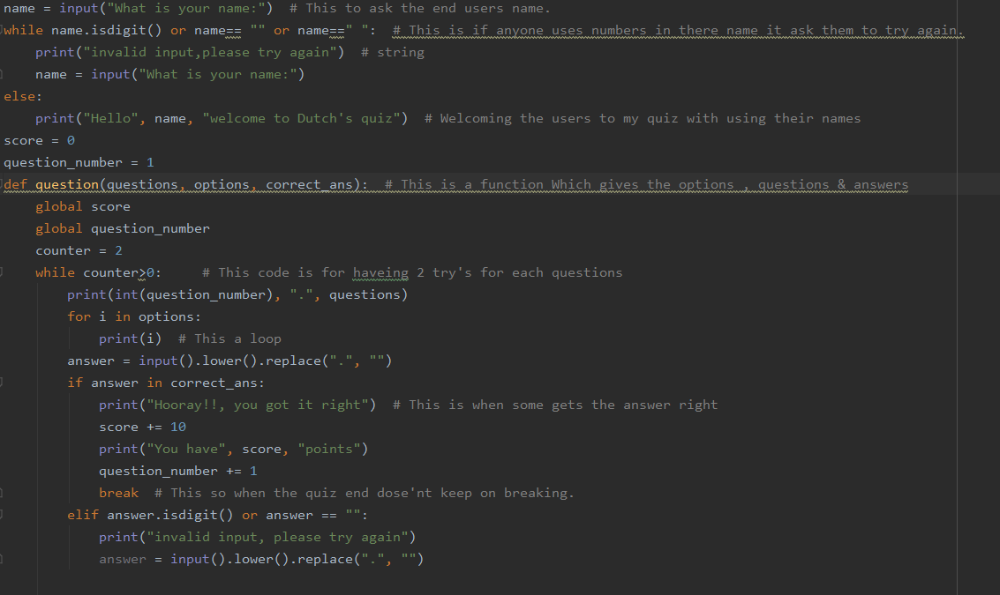 name = input("What is your name:")  # This to ask the end users name.
while name.isdigit() or name== "" or name==" ":  # This is if anyone uses numbers in there name it ask them to try again.
    print("invalid input,please try again")  # string
    name = input("What is your name:")
else:
    print("Hello", name, "welcome to Dutch's quiz")  # Welcoming the users to my quiz with using their names
score = 0
question_number = 1
def question(questions, options, correct_ans):  # This is a function Which gives the options , questions & answers
    global score
    global question_number
    counter = 2
    while counter>0:     # This code is for haveing 2 try's for each questions
        print(int(question_number), ".", questions)
        for i in options:
            print(i)  # This a loop
        answer = input().lower().replace(".", "")
        if answer in correct_ans:
            print("Hooray!!, you got it right")  # This is when some gets the answer right
            score += 10
            print("You have", score, "points")
            question_number += 1
            break  # This so when the quiz end dose'nt keep on breaking.
        elif answer.isdigit() or answer == "":
            print("invalid input, please try again")
            answer = input().lower().replace(".", "")